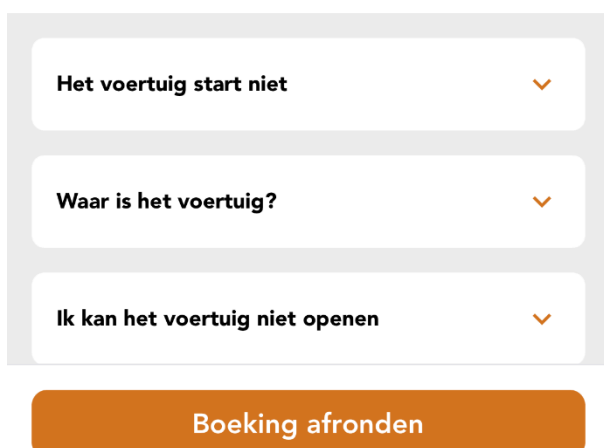 Het voertuig start niet
Waar is het voertuig?
Ik kan het voertuig niet openen
Boeking afronden